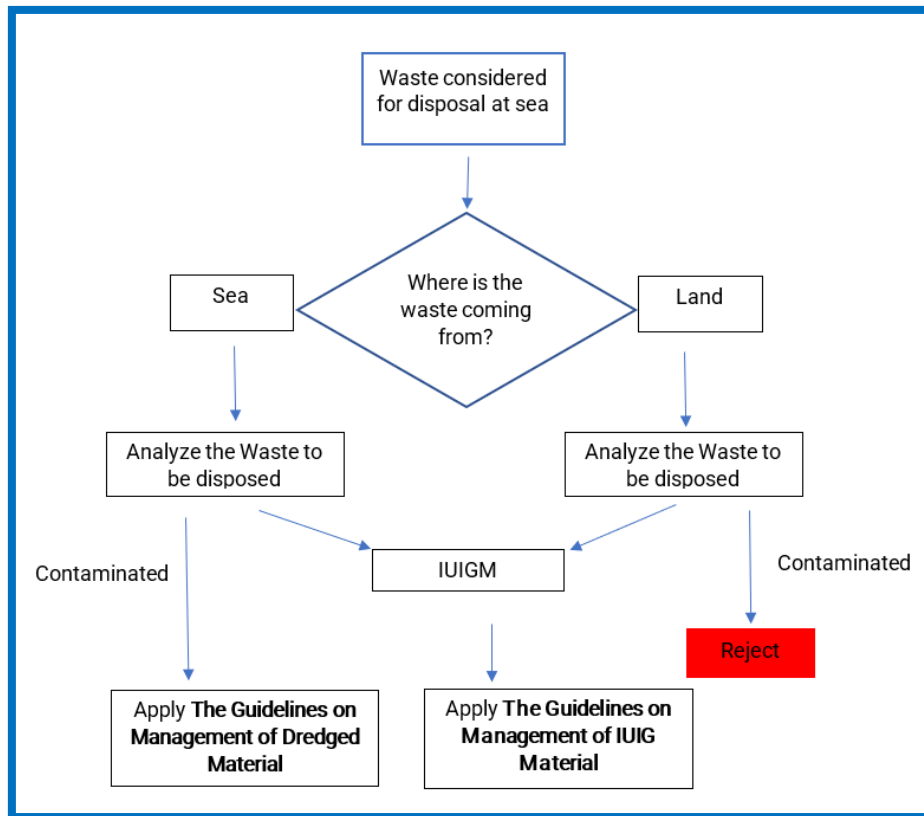 Waste considered
for disposal at sea
Where is the
waste coming
from?
Sea
Land
Analyze the Waste to
be disposed
Analyze the Waste to
be disposed
Contaminated
IUIGM
Contaminated
Reject
Apply The Guidelines on
Management of Dredged
Material
Apply The Guidelines on
Management of IUIG
Material